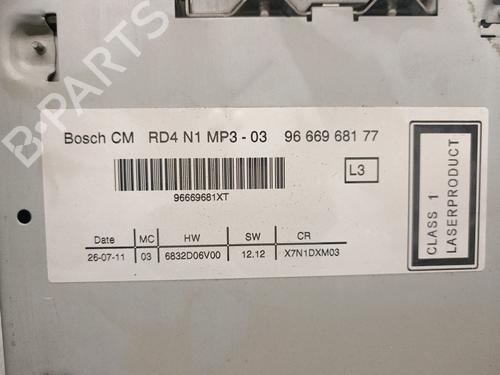 B-PARTS
Bosch CM RD4 N1 MP3 - 03 96 669 681 77
L3
96669681XT
CLASS 1
LASERPRODUCT
Date MC HW SW CR
26-07-11 03 6832D06V00 12.12 X7N1DXM03